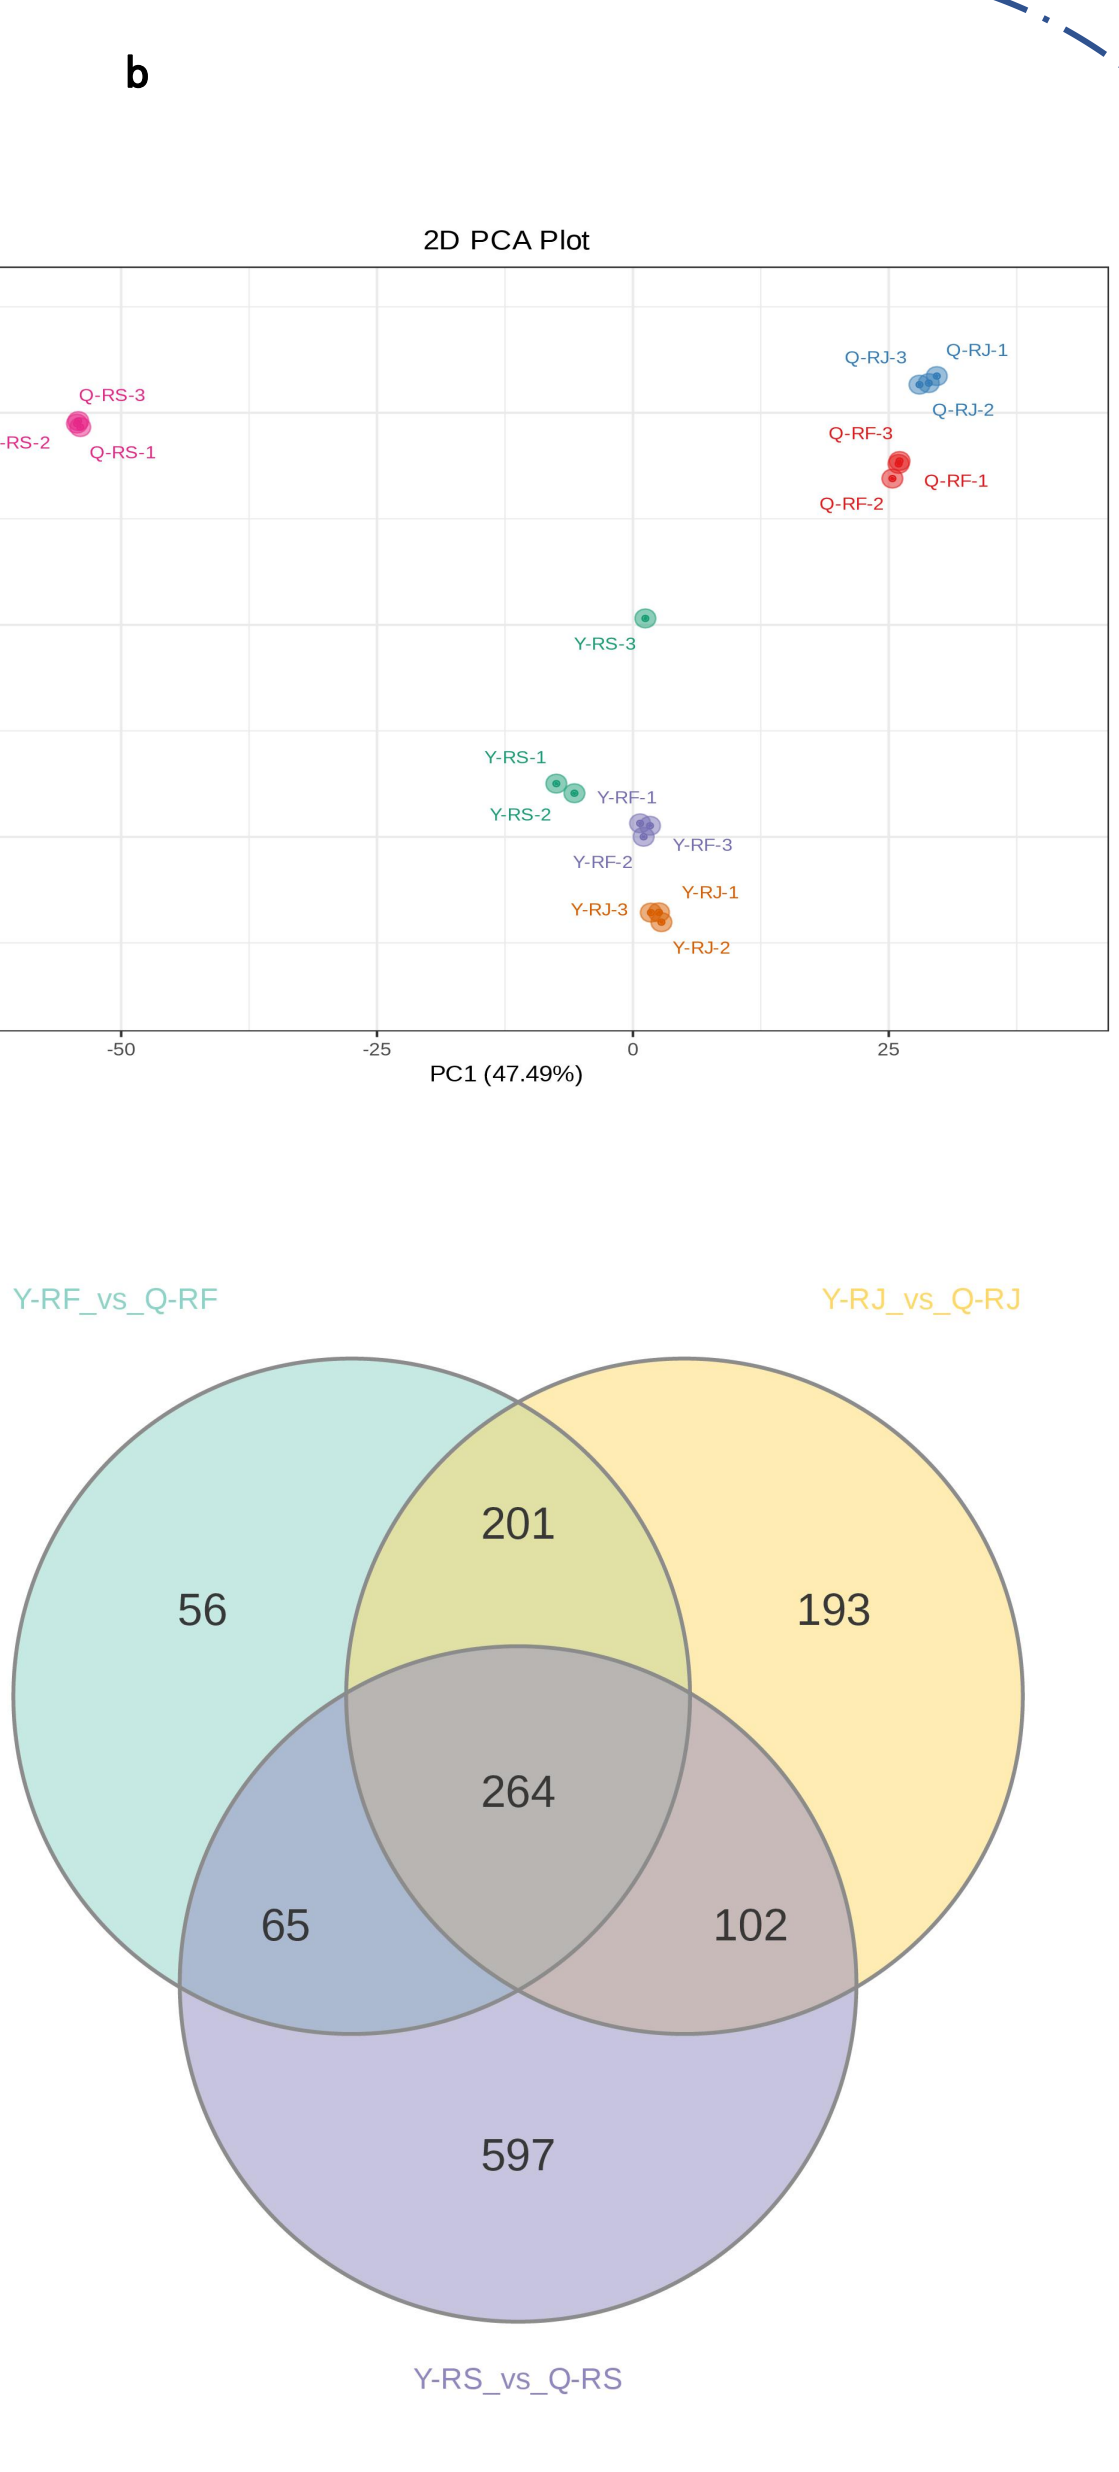 b
2D PCA Plot
Q-RJ-1
Q-RJ-3
Q-RS-3
Q-RJ-2
Q-RF-3
-RS-2
Q-RS-1
Q-RF-1
Q-RF-2
Y-RS-3
Y-RS-1
Y-RF-1
Y-RS-2
Y-RF-3
Y-RF-2
Y-RJ-1
Y-RJ-3
Y-RJ-2
-50 -25 0 25
PC1 (47.49%)
Y-RF_vs_Q-RF Y-RJ_vs_Q-RJ
201
56 193
264
65 102
597
Y-RS_vs_Q-RS